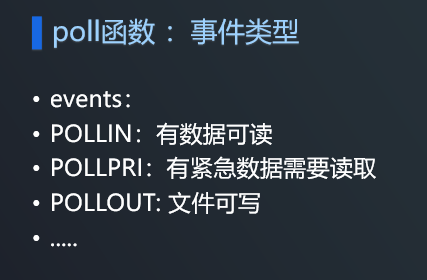 poll函数 ：事件类型
• events：
• POLLIN：有数据可读
• POLLPRI：有紧急数据需要读取
• POLLOUT: 文件可写
• .....